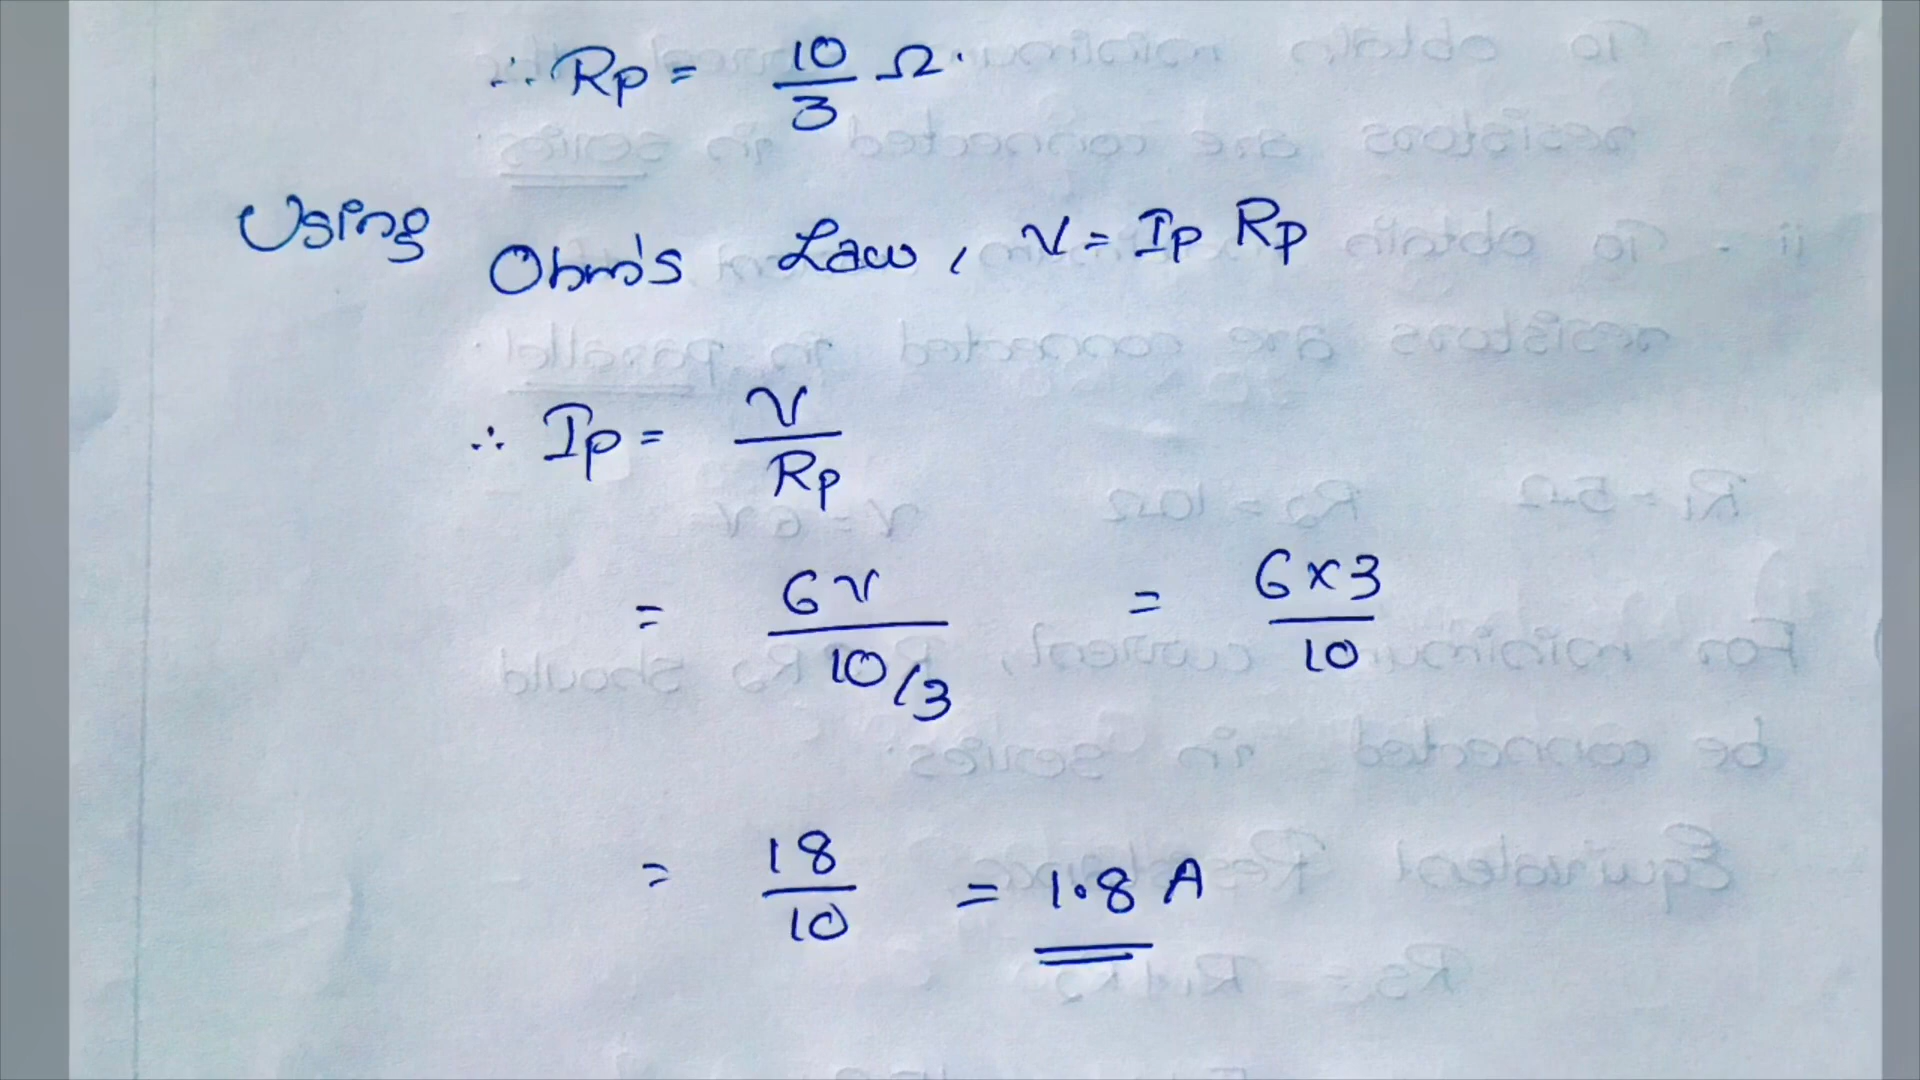 ∴ Rp = 10/3 Ω.
Using Ohm's Law, V = Ip Rp
∴ Ip = V/Rp
= 6V/(10/3) = 6×3/10
= 18/10 = 1.8 A